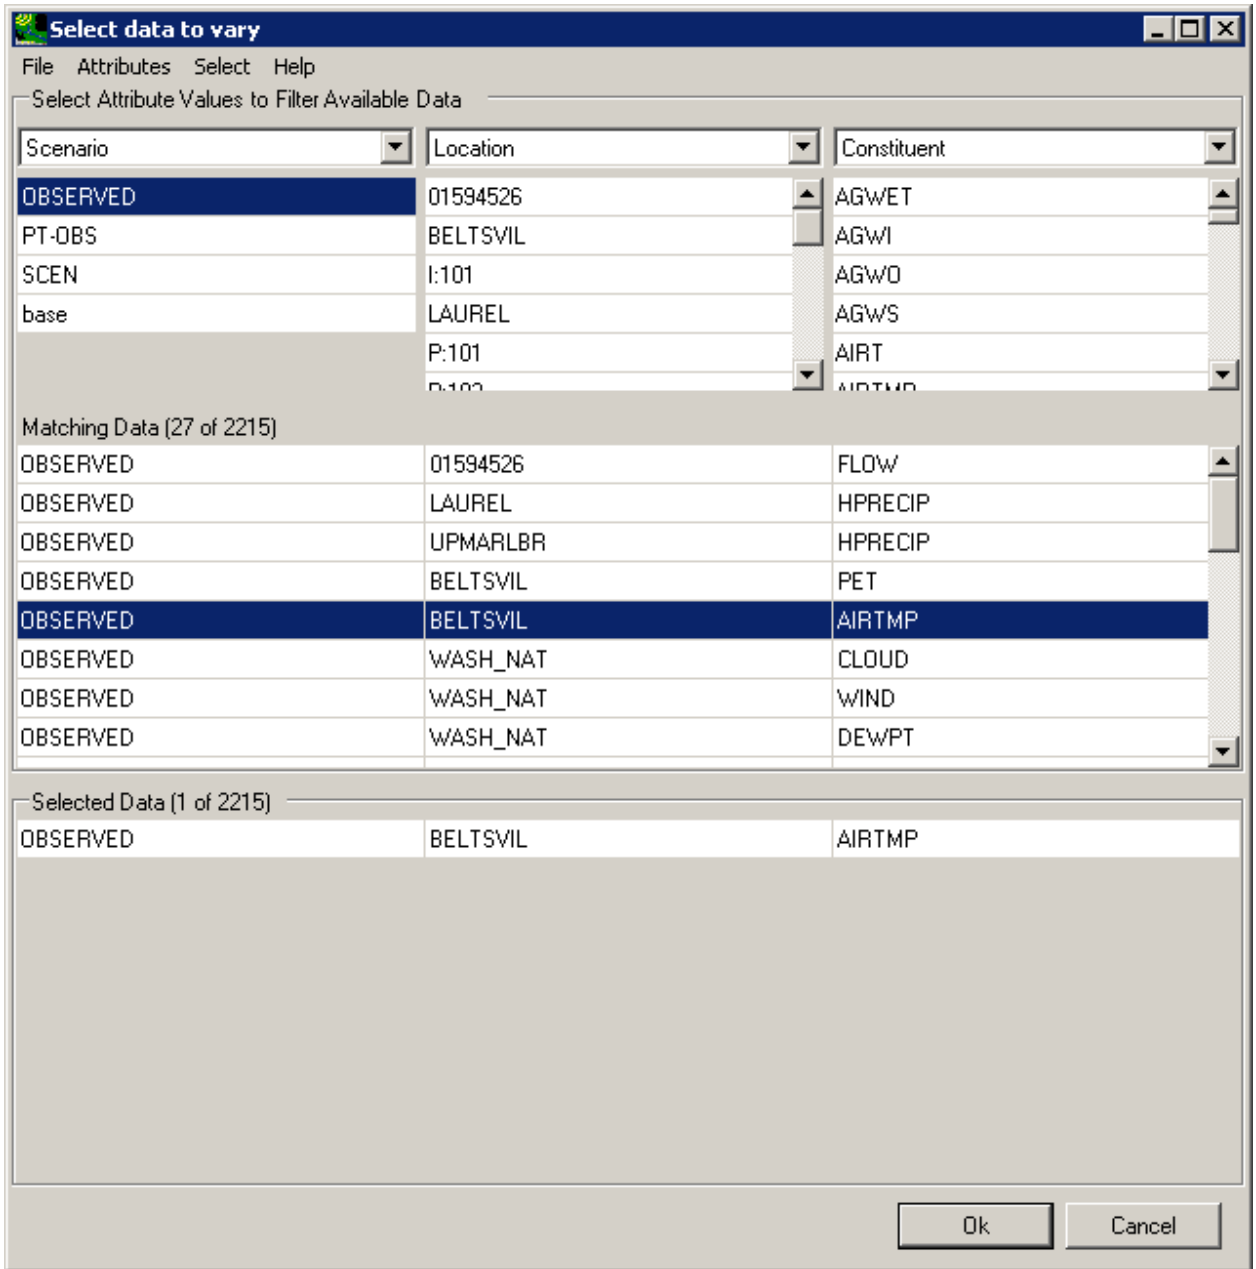 Select data to vary
File Attributes Select Help
Select Attribute Values to Filter Available Data
Scenario Location Constituent
OBSERVED 01594526 AGWET
PT-OBS BELTSVIL AGWI
SCEN I:101 AGWO
base LAUREL AGWS
P:101 AIRT
AIRTMP
Matching Data (27 of 2215)
OBSERVED 01594526 FLOW
OBSERVED LAUREL HPRECIP
OBSERVED UPMARLBR HPRECIP
OBSERVED BELTSVIL PET
OBSERVED BELTSVIL AIRTMP
OBSERVED WASH_NAT CLOUD
OBSERVED WASH_NAT WIND
OBSERVED WASH_NAT DEWPT
Selected Data (1 of 2215)
OBSERVED BELTSVIL AIRTMP
Ok Cancel